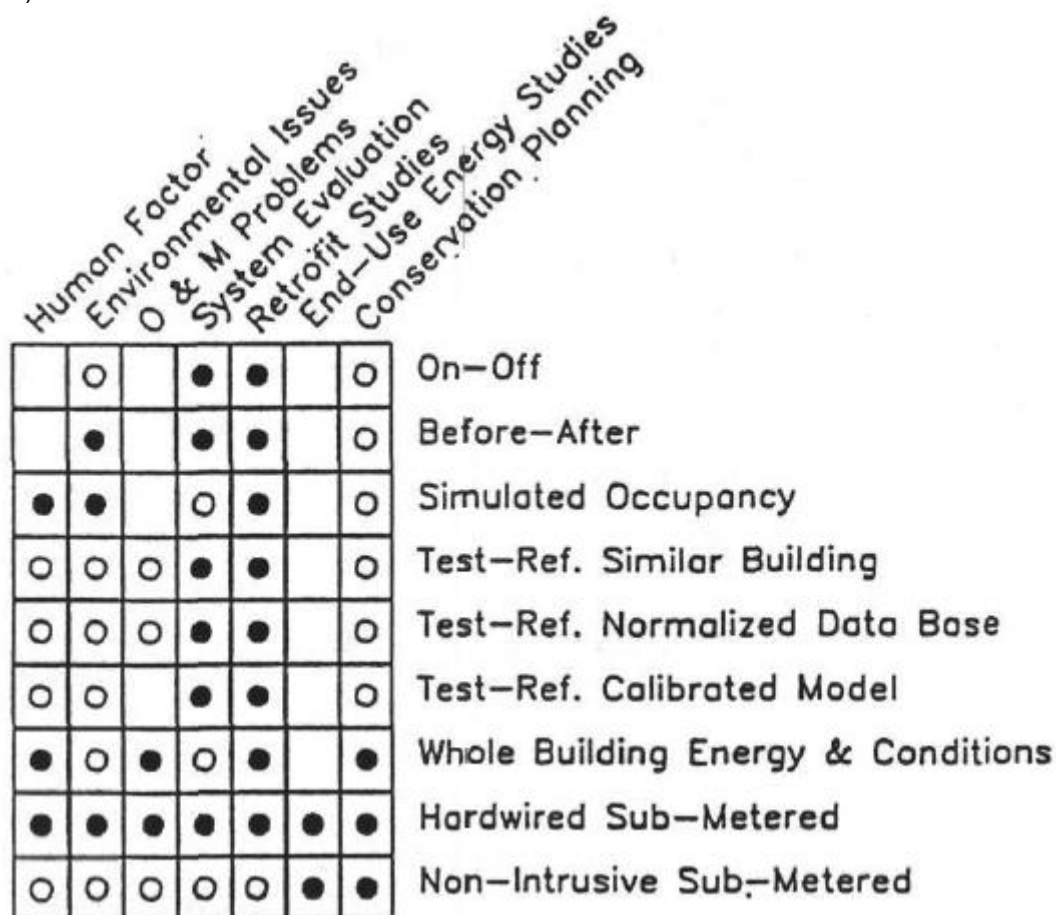 Human Factor
Environmental Issues
O & M Problems
System Evaluation
Retrofit Studies
End-Use Energy Studies
Conservation Planning
On-Off
Before-After
Simulated Occupancy
Test-Ref. Similar Building
Test-Ref. Normalized Data Base
Test-Ref. Calibrated Model
Whole Building Energy & Conditions
Hardwired Sub-Metered
Non-Intrusive Sub-Metered